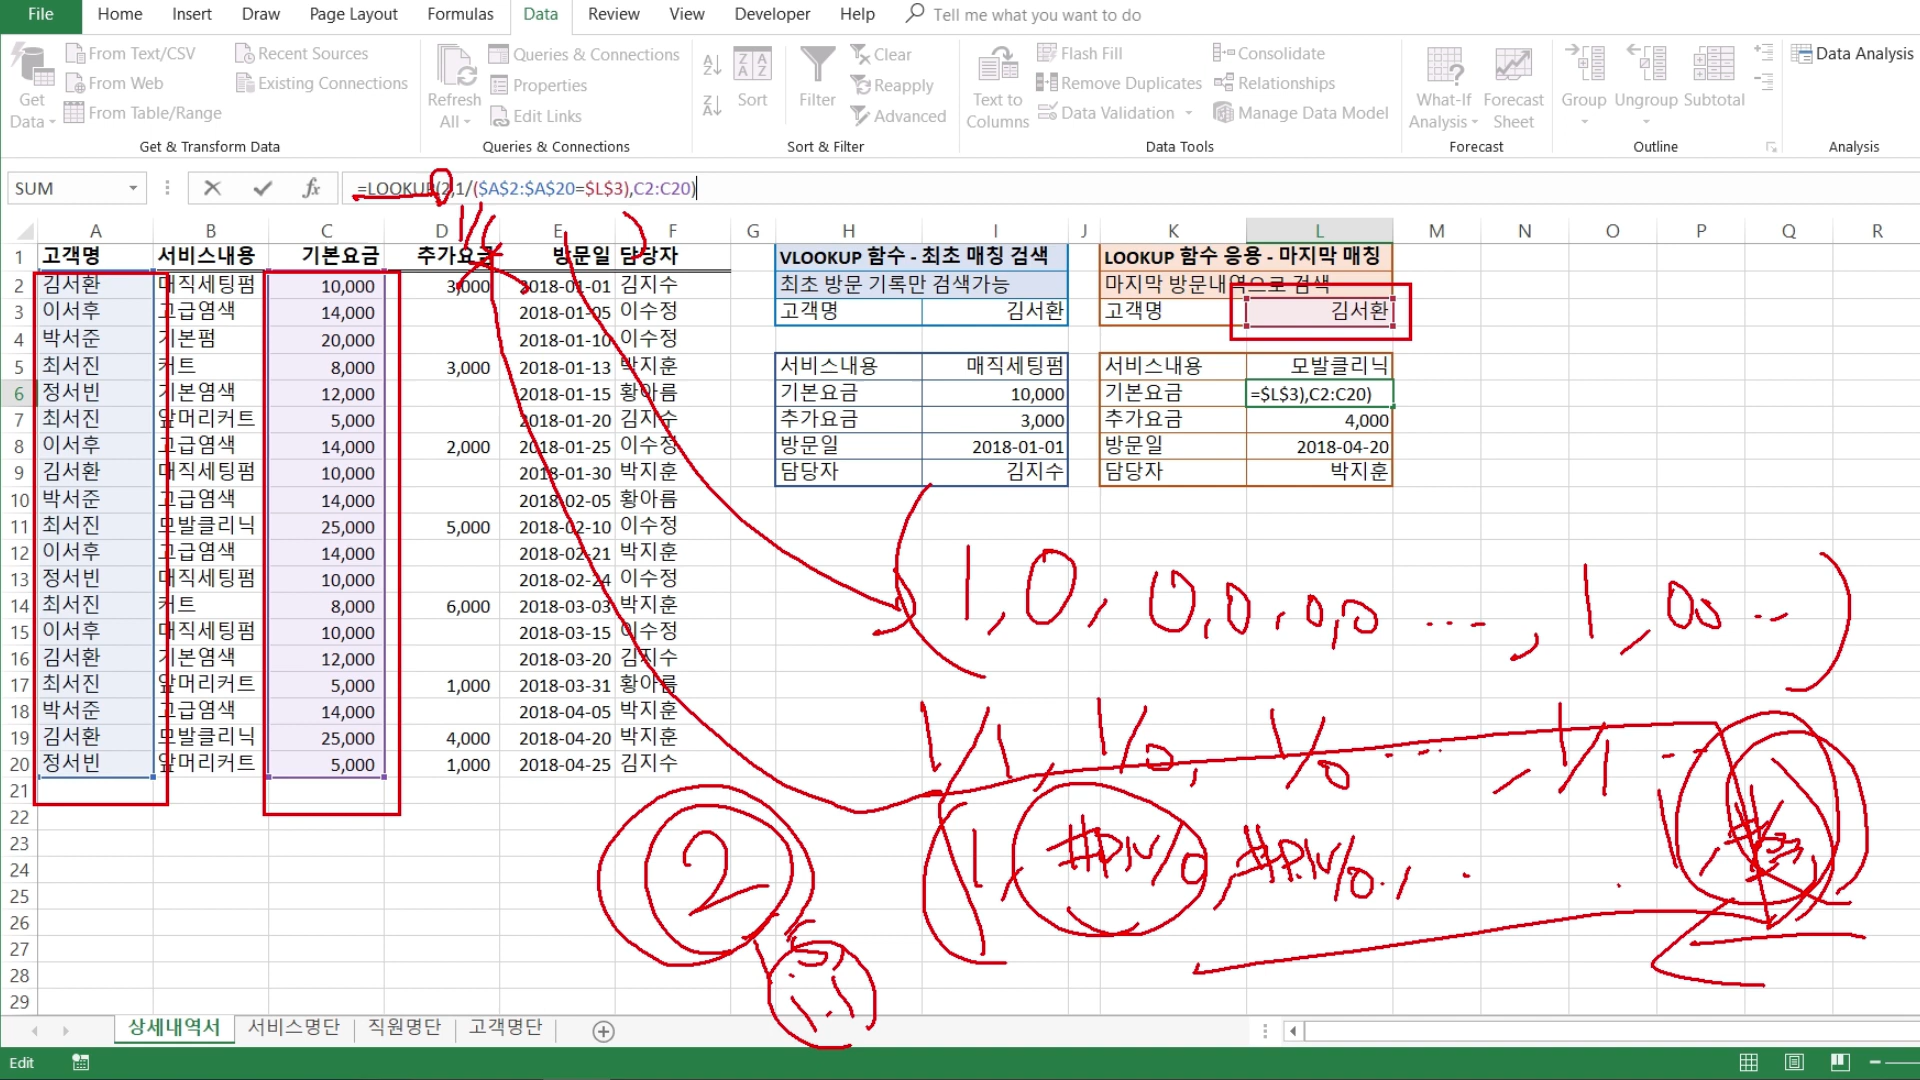 File Home Insert Draw Page Layout Formulas Data Review View Developer Help Tell me what you want to do
Get Data
From Text/CSV
From Web
From Table/Range
Recent Sources
Existing Connections
Get & Transform Data
Refresh All
Queries & Connections
Properties
Edit Links
Queries & Connections
Sort
Filter
Clear
Reapply
Advanced
Sort & Filter
Text to Columns
Flash Fill
Remove Duplicates
Data Validation
Consolidate
Relationships
Manage Data Model
Data Tools
What-If Analysis
Forecast Sheet
Forecast
Group
Ungroup
Subtotal
Outline
Data Analysis
Analysis
SUM fx =LOOKUP(2,1/($A$2:$A$20=$L$3),C2:C20)
A B C D E F G H I J K L M N O P Q R
1 고객명 서비스내용 기본요금 추가요금 방문일 담당자 VLOOKUP 함수 - 최초 매칭 검색 LOOKUP 함수 응용 - 마지막 매칭
2 김서환 매직세팅펌 10,000 3,000 2018-01-01 김지수 최초 방문 기록만 검색가능 마지막 방문내역으로 검색
3 이서후 고급염색 14,000 2018-01-05 이수정 고객명 김서환 고객명 김서환
4 박서준 기본펌 20,000 2018-01-10 이수정
5 최서진 커트 8,000 3,000 2018-01-13 박지훈 서비스내용 매직세팅펌 서비스내용 모발클리닉
6 정서빈 기본염색 12,000 2018-01-15 황아름 기본요금 10,000 기본요금 =$L$3),C2:C20)
7 최서진 앞머리커트 5,000 2018-01-20 김지수 추가요금 3,000 추가요금 4,000
8 이서후 고급염색 14,000 2,000 2018-01-25 이수정 방문일 2018-01-01 방문일 2018-04-20
9 김서환 매직세팅펌 10,000 2018-01-30 박지훈 담당자 김지수 담당자 박지훈
10 박서준 고급염색 14,000 2018-02-05 황아름
11 최서진 모발클리닉 25,000 5,000 2018-02-10 이수정
12 이서후 고급염색 14,000 2018-02-21 박지훈
13 정서빈 매직세팅펌 10,000 2018-02-24 이수정
14 최서진 커트 8,000 6,000 2018-03-03 박지훈
15 이서후 매직세팅펌 10,000 2018-03-15 이수정
16 김서환 기본염색 12,000 2018-03-20 김지수
17 최서진 앞머리커트 5,000 1,000 2018-03-31 황아름
18 박서준 고급염색 14,000 2018-04-05 박지훈
19 김서환 모발클리닉 25,000 4,000 2018-04-20 박지훈
20 정서빈 앞머리커트 5,000 1,000 2018-04-25 김지수
21
22
23
24
25
26
27
28
29
(1, 0, 0, 0, 0, 0 ... , 1, 00 ..)
1/1, 1/0, 1/0 ... , 1/1 ...
2
(1, #DIV/0, #DIV/0, .
상세내역서 서비스명단 직원명단 고객명단
Edit